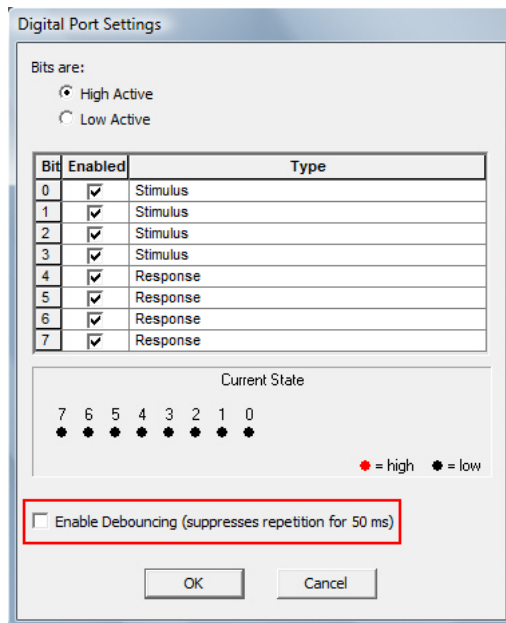 Digital Port Settings
Bits are:
High Active
Low Active
Bit Enabled Type
0 Stimulus
1 Stimulus
2 Stimulus
3 Stimulus
4 Response
5 Response
6 Response
7 Response
Current State
7 6 5 4 3 2 1 0
= high = low
Enable Debouncing (suppresses repetition for 50 ms)
OK Cancel